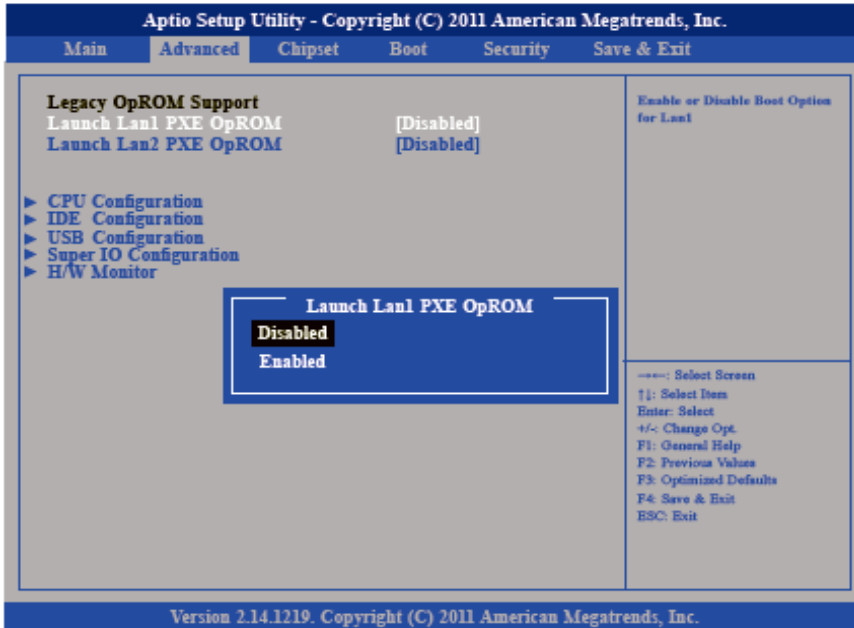 Aptio Setup Utility - Copyright (C) 2011 American Megatrends, Inc.
Main Advanced Chipset Boot Security Save & Exit
Legacy OpROM Support
Launch Lan1 PXE OpROM [Disabled]
Launch Lan2 PXE OpROM [Disabled]
► CPU Configuration
► IDE Configuration
► USB Configuration
► Super IO Configuration
► H/W Monitor
Launch Lan1 PXE OpROM
Disabled
Enabled
Enable or Disable Boot Option
for Lan1
→←: Select Screen
↑↓: Select Item
Enter: Select
+/-: Change Opt.
F1: General Help
F2: Previous Values
F3: Optimized Defaults
F4: Save & Exit
ESC: Exit
Version 2.14.1219. Copyright (C) 2011 American Megatrends, Inc.